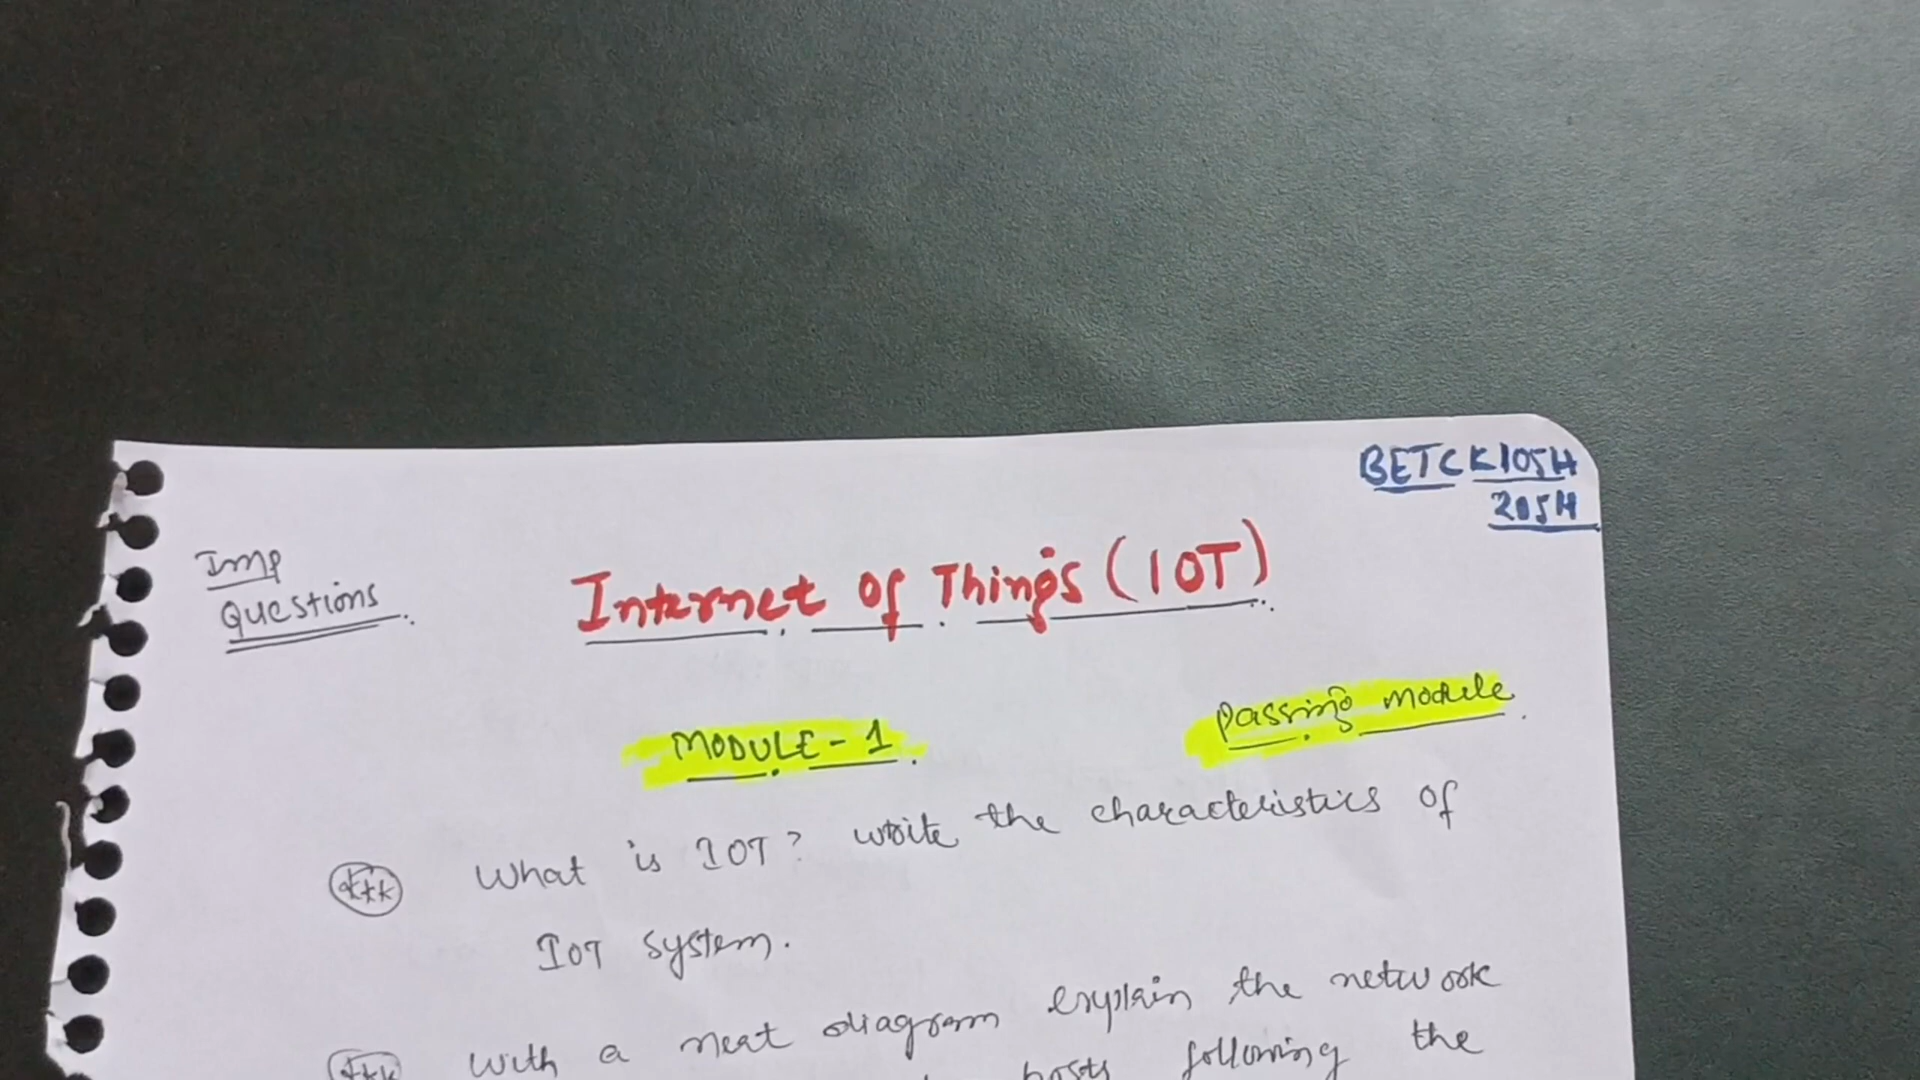 BETCK105H
205H
Imp
Questions
Internet Of Things (IOT)
MODULE - 1
Passing Module
*** What is IOT? write the characteristics of
IOT system.
*** With a neat diagram explain the network
hosts following the